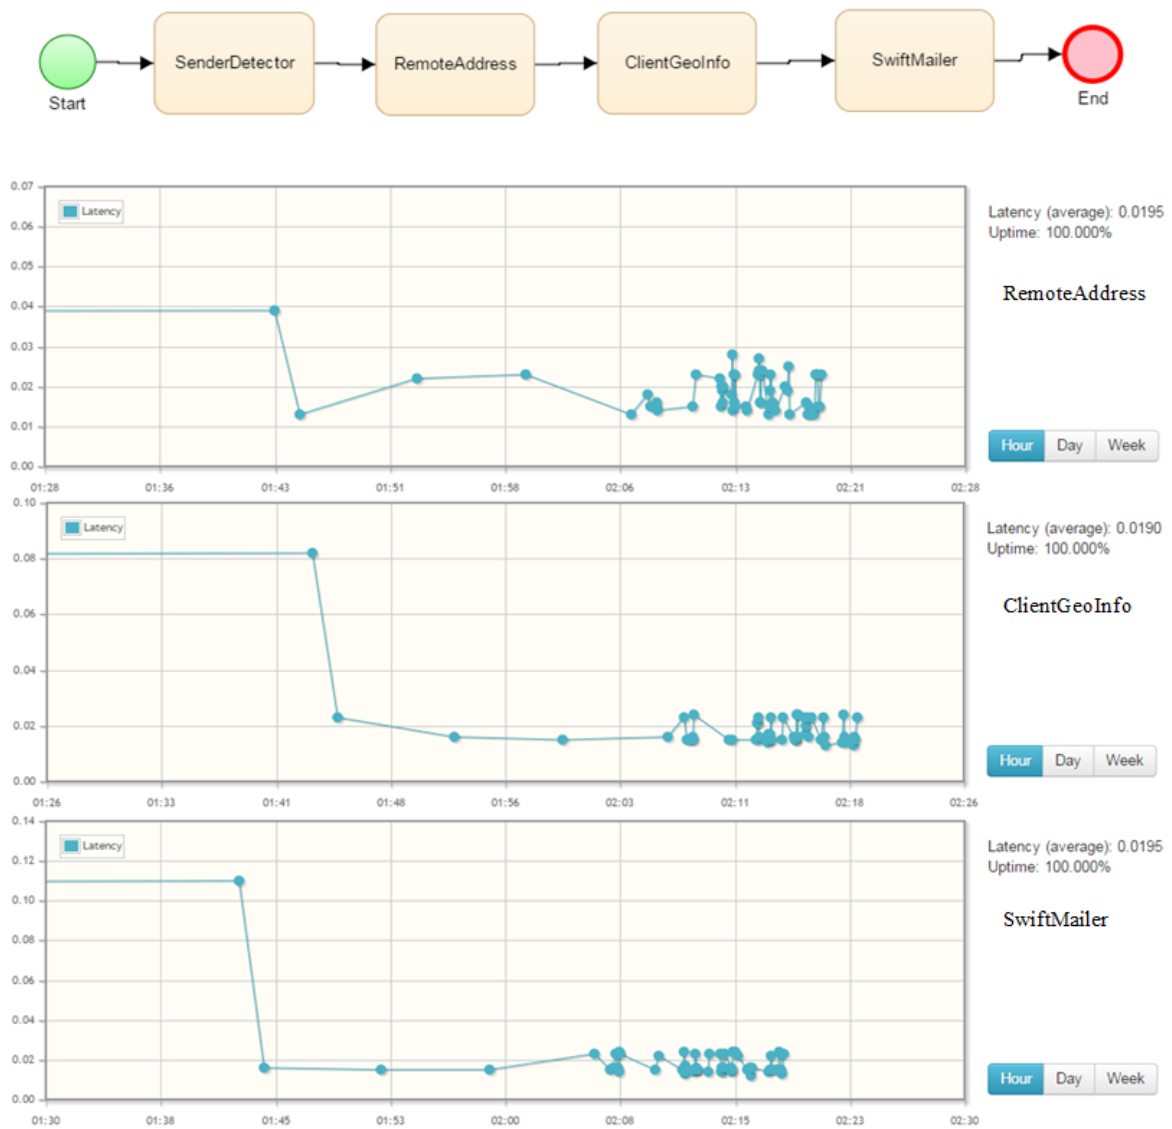 SenderDetector
RemoteAddress
ClientGeoInfo
SwiftMailer
Start
End
0.07
0.06
0.05
0.04
0.03
0.02
0.01
0.00
Latency
01:28 01:36 01:43 01:51 01:58 02:06 02:13 02:21 02:28
Latency (average): 0.0195
Uptime: 100.000%
RemoteAddress
Hour Day Week
0.10
0.08
0.06
0.04
0.02
0.00
Latency
01:26 01:33 01:41 01:48 01:56 02:03 02:11 02:18 02:26
Latency (average): 0.0190
Uptime: 100.000%
ClientGeoInfo
Hour Day Week
0.14
0.12
0.10
0.08
0.06
0.04
0.02
0.00
Latency
01:30 01:38 01:45 01:53 02:00 02:08 02:15 02:23 02:30
Latency (average): 0.0195
Uptime: 100.000%
SwiftMailer
Hour Day Week